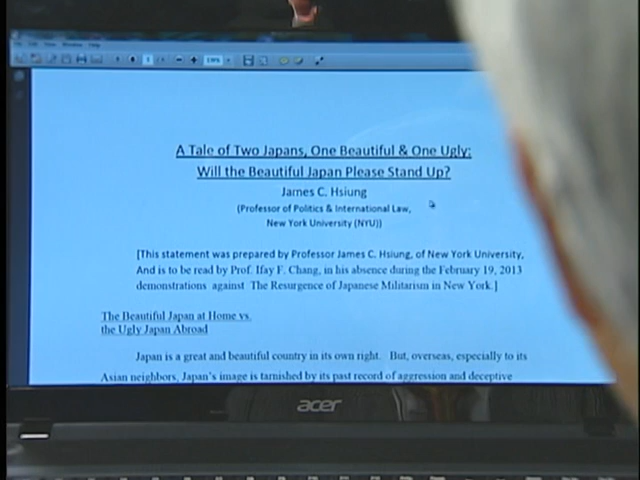 A Tale of Two Japans, One Beautiful & One Ugly:
Will the Beautiful Japan Please Stand Up?
James C. Hsiung
(Professor of Politics & International Law,
New York University (NYU))
[This statement was prepared by Professor James C. Hsiung, of New York University,
And is to be read by Prof. Ifay F. Chang, in his absence during the February 19, 2013
demonstrations against The Resurgence of Japanese Militarism in New York.]
The Beautiful Japan at Home vs.
the Ugly Japan Abroad
Japan is a great and beautiful country in its own right. But, overseas, especially to its
Asian neighbors, Japan's image is tarnished by its past record of aggression and deceptive
acer